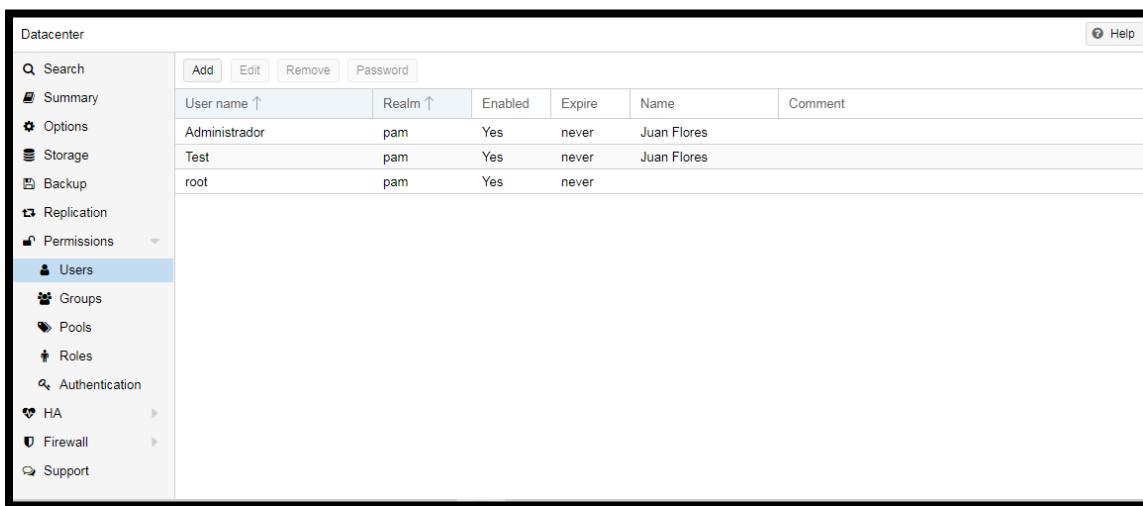 Datacenter
Help
Search
Summary
Options
Storage
Backup
Replication
Permissions
Users
Groups
Pools
Roles
Authentication
HA
Firewall
Support
Add Edit Remove Password
User name Realm Enabled Expire Name Comment
Administrador pam Yes never Juan Flores
Test pam Yes never Juan Flores
root pam Yes never